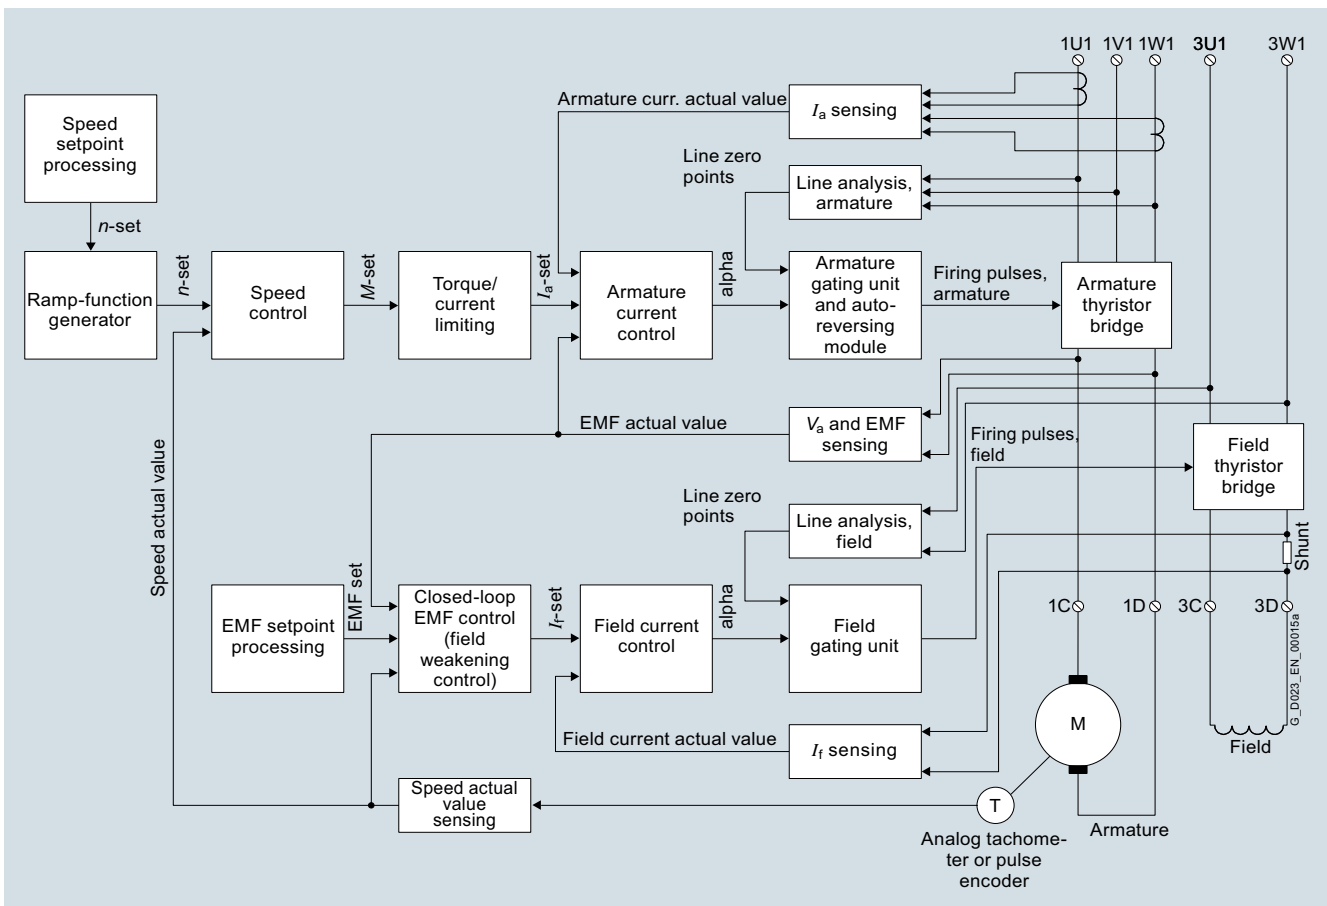 1U1
1V1
1W1
3U1
3W1
Speed
setpoint
processing
Armature curr. actual value
Ia sensing
Line zero
points
Line analysis,
armature
n-set
Ramp-function
generator
n-set
Speed
control
M-set
Torque/
current
limiting
Ia-set
Armature
current
control
alpha
Armature
gating unit
and auto-
reversing
module
Firing pulses,
armature
Armature
thyristor
bridge
EMF actual value
Va and EMF
sensing
Firing pulses,
field
Field
thyristor
bridge
Speed actual value
Line zero
points
Line analysis,
field
Shunt
EMF setpoint
processing
EMF set
Closed-loop
EMF control
(field
weakening
control)
If-set
Field current
control
alpha
Field
gating unit
1C
1D
3C
3D
G_D023_EN_00015a
Field current actual value
If sensing
M
Field
Speed actual
value
sensing
T
Armature
Analog tachome-
ter or pulse
encoder